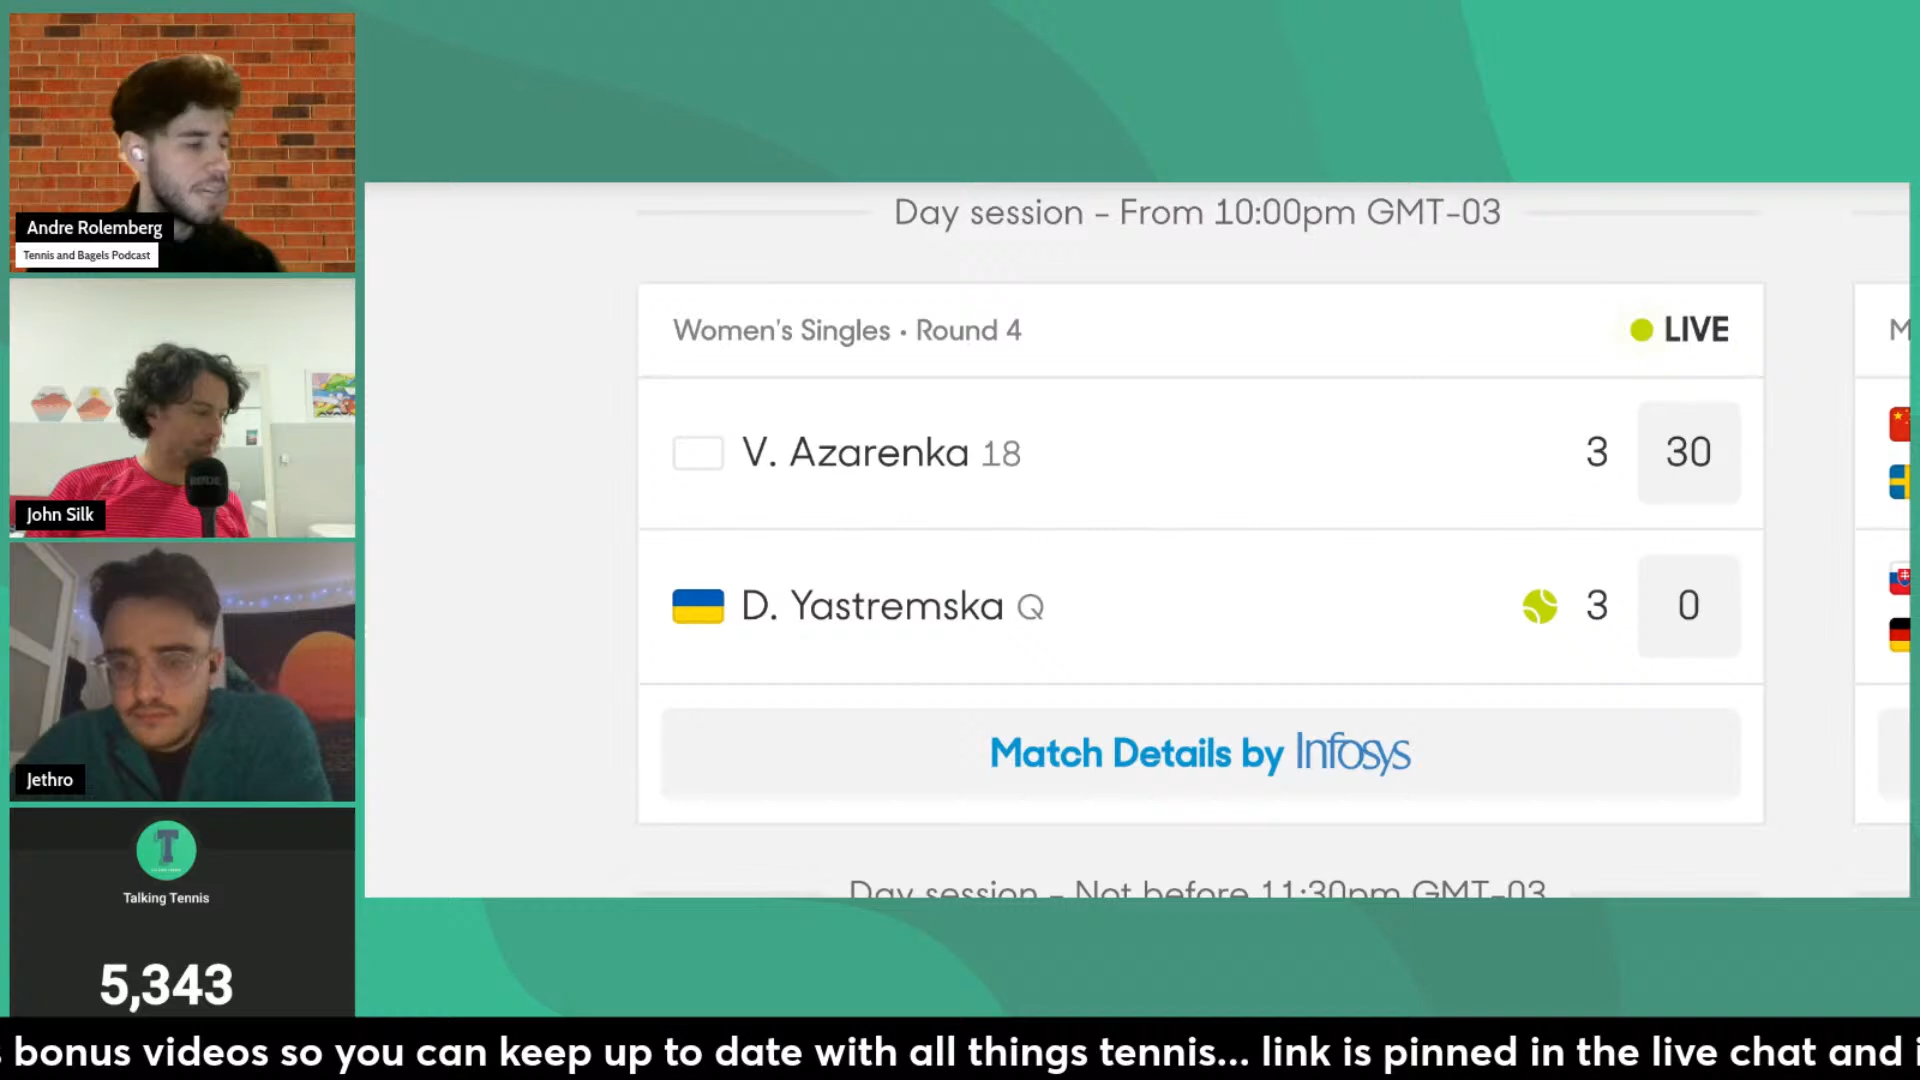 Andre Rolemberg
Tennis and Bagels Podcast
John Silk
Jethro
T
Talking Tennis
5,343
Day session - From 10:00pm GMT-03
Women's Singles • Round 4
LIVE
V. Azarenka 18
3
30
D. Yastremska Q
3
0
Match Details by Infosys
Day session - Not before 11:30pm GMT-03
bonus videos so you can keep up to date with all things tennis... link is pinned in the live chat and